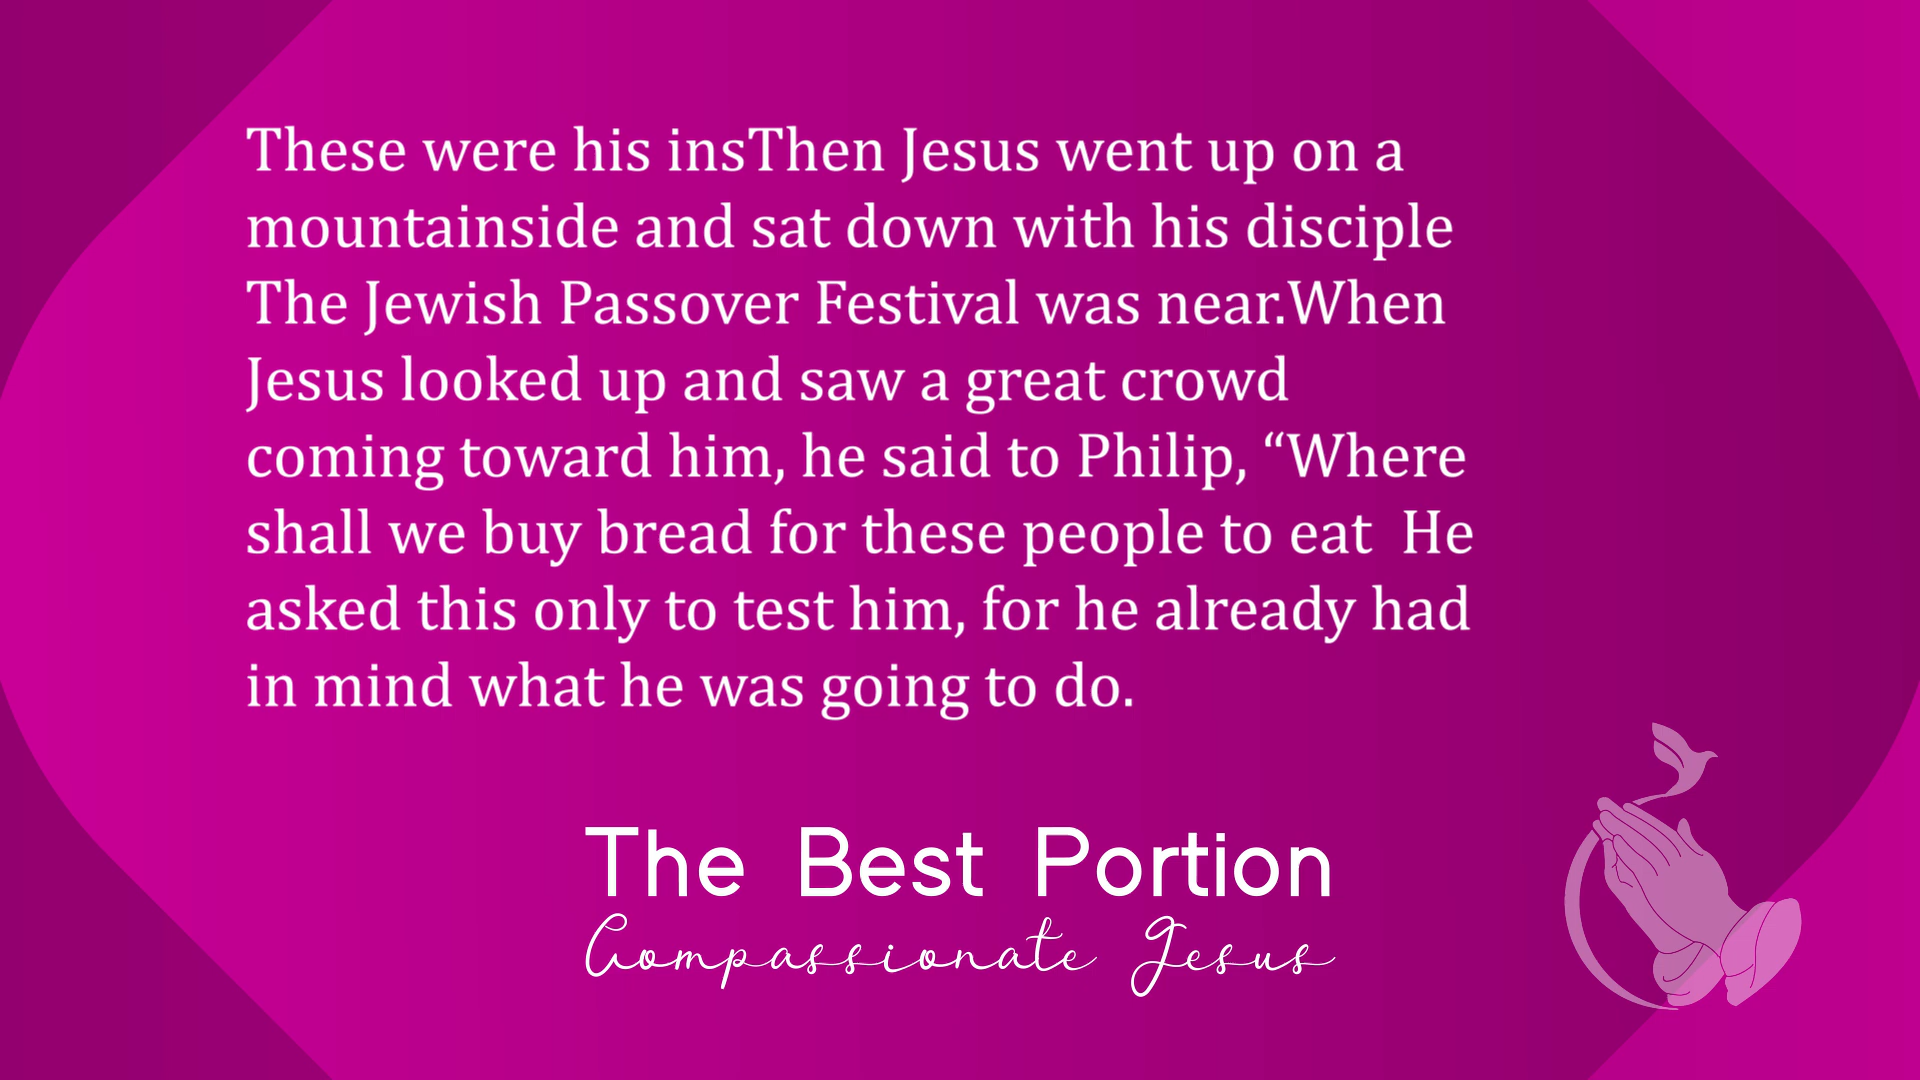 These were his insThen Jesus went up on a
mountainside and sat down with his disciple
The Jewish Passover Festival was near.When
Jesus looked up and saw a great crowd
coming toward him, he said to Philip, “Where
shall we buy bread for these people to eat  He
asked this only to test him, for he already had
in mind what he was going to do.
The Best Portion
Compassionate Jesus